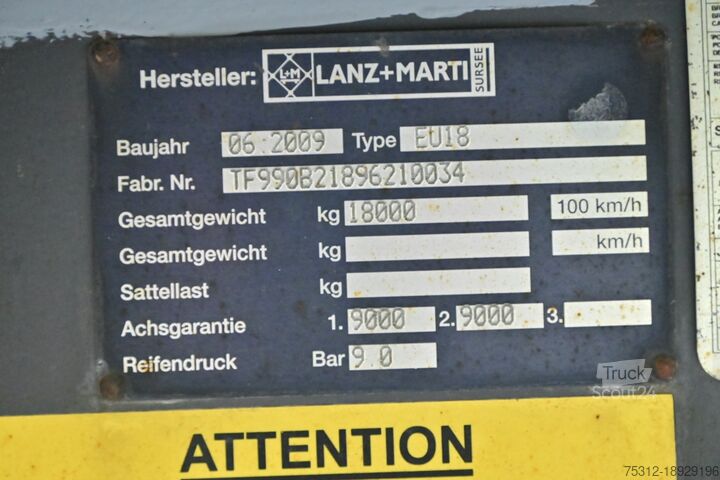 Hersteller: L+M LANZ+MARTI SURSEE
Baujahr 06.2009 Type EU18
Fabr. Nr. TF990B21896210034
Gesamtgewicht kg 18000 100 km/h
Gesamtgewicht kg km/h
Sattellast kg
Achsgarantie 1. 9000 2. 9000 3.
Reifendruck Bar 9.0
Truck
Scout24
ATTENTION
75312-18929196